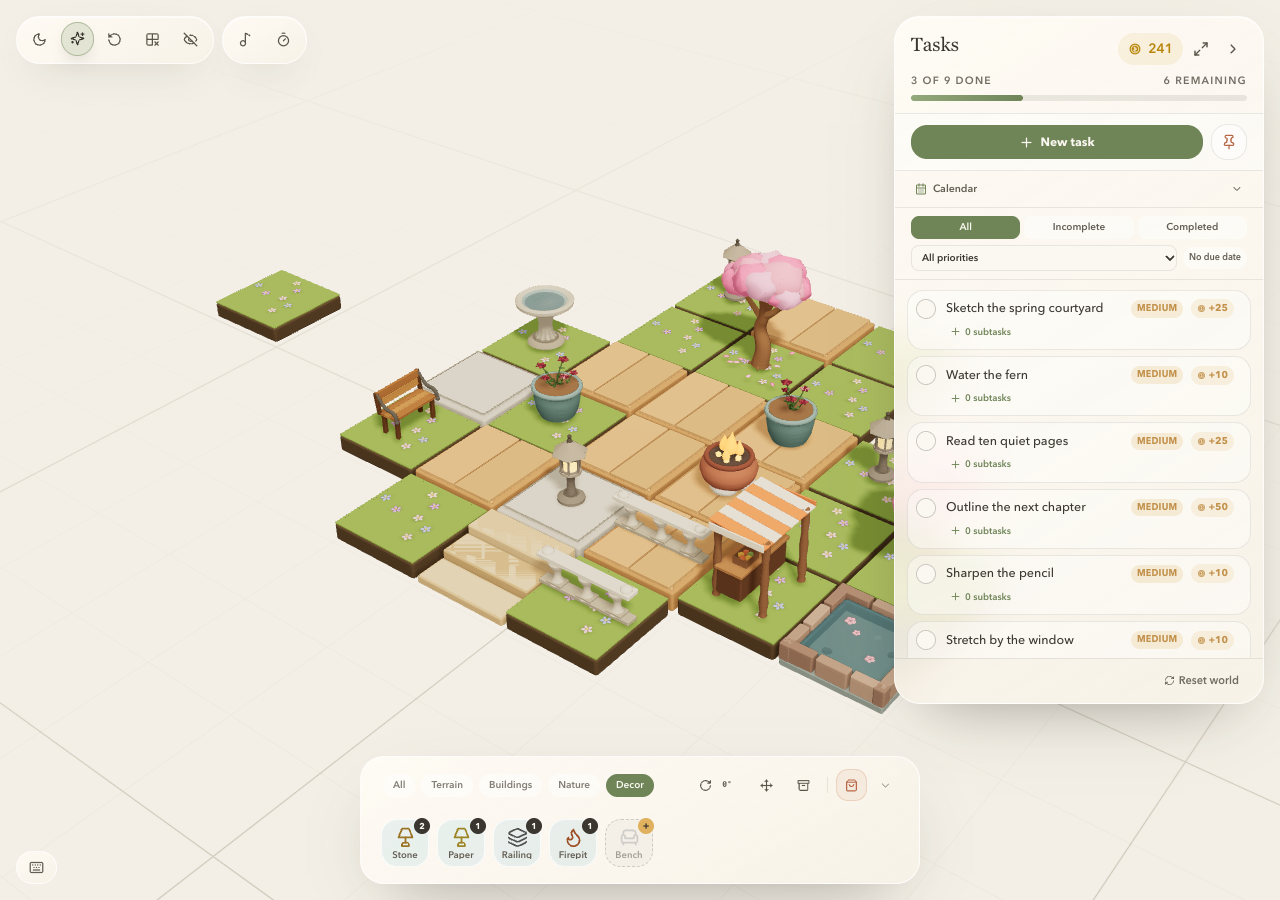 Tasks
241
3 OF 9 DONE
6 REMAINING
New task
Calendar
All
Incomplete
Completed
All priorities
No due date
Sketch the spring courtyard
MEDIUM
+25
+ 0 subtasks
Water the fern
MEDIUM
+10
+ 0 subtasks
Read ten quiet pages
MEDIUM
+25
+ 0 subtasks
Outline the next chapter
MEDIUM
+50
+ 0 subtasks
Sharpen the pencil
MEDIUM
+10
+ 0 subtasks
Stretch by the window
MEDIUM
+10
Reset world
All
Terrain
Buildings
Nature
Decor
0°
2
Stone
1
Paper
1
Railing
1
Firepit
+
Bench